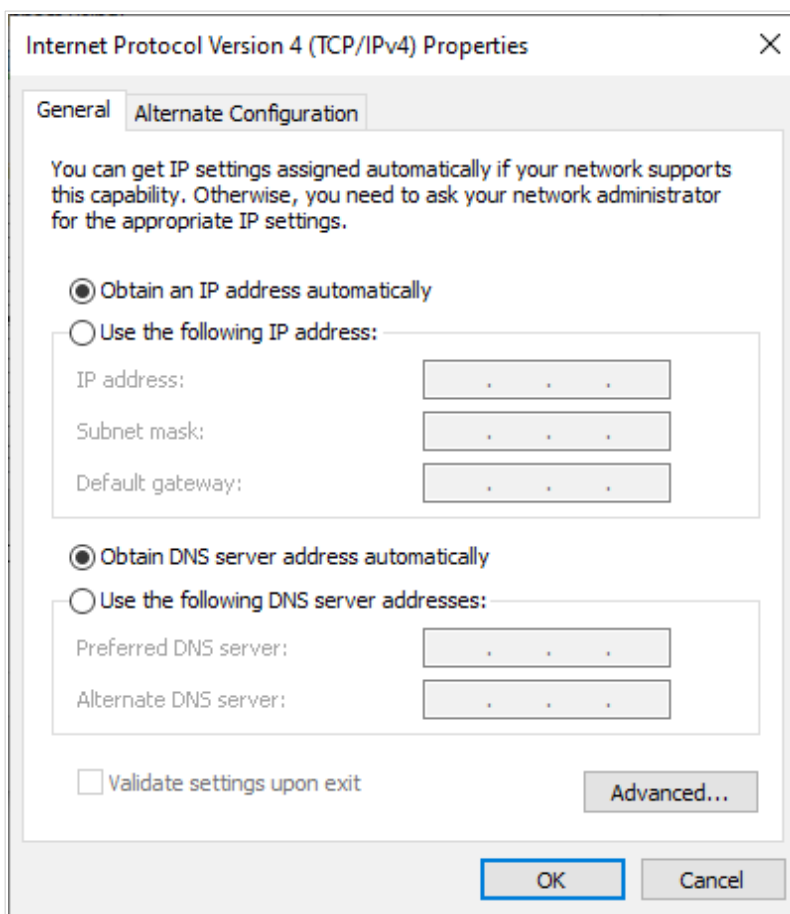 Internet Protocol Version 4 (TCP/IPv4) Properties
General
Alternate Configuration
You can get IP settings assigned automatically if your network supports
this capability. Otherwise, you need to ask your network administrator
for the appropriate IP settings.
Obtain an IP address automatically
Use the following IP address:
IP address:
Subnet mask:
Default gateway:
Obtain DNS server address automatically
Use the following DNS server addresses:
Preferred DNS server:
Alternate DNS server:
Validate settings upon exit
Advanced...
OK
Cancel